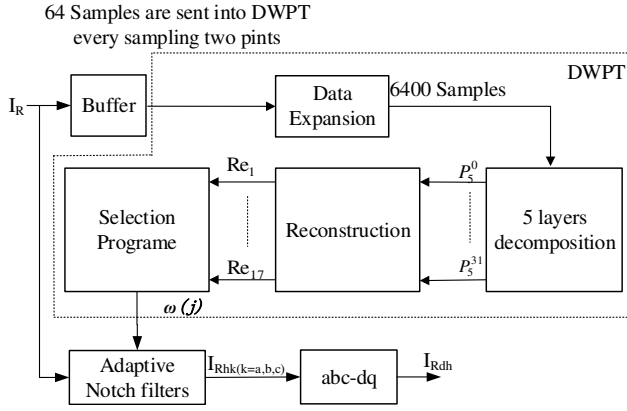 64 Samples are sent into DWPT
every sampling two pints
DWPT
I_R
Buffer
Data
Expansion
6400 Samples
Selection
Programe
Re_1
Re_17
Reconstruction
P_5^0
P_5^31
5 layers
decomposition
ω(j)
Adaptive
Notch filters
I_Rhk(k=a,b,c)
abc-dq
I_Rdh